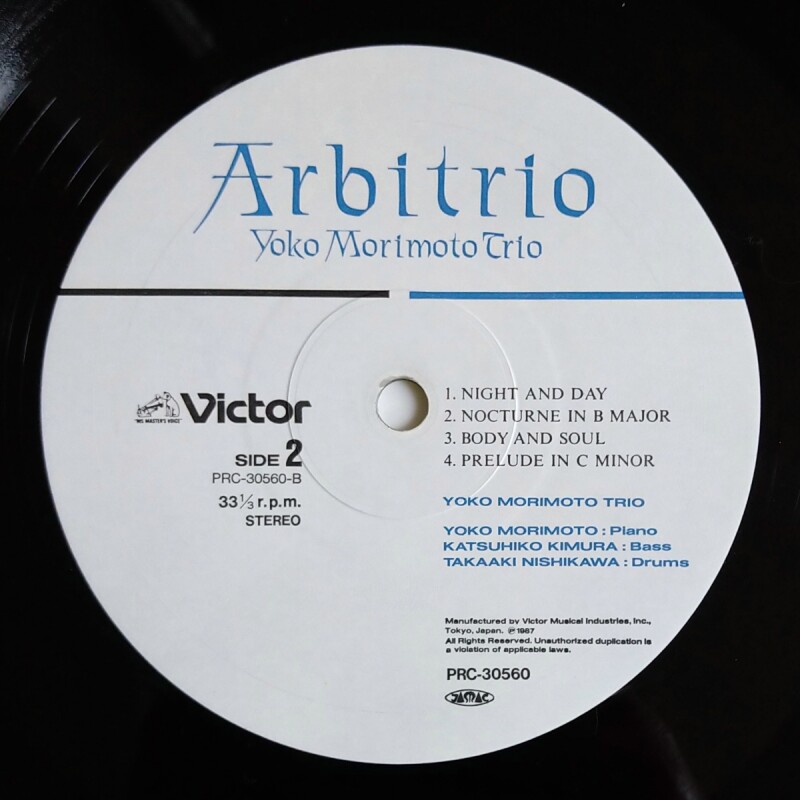 Arbitrio
Yoko Morimoto Trio
"HIS MASTER'S VOICE"
Victor
SIDE 2
PRC-30560-B
33 1/3 r.p.m.
STEREO
1. NIGHT AND DAY
2. NOCTURNE IN B MAJOR
3. BODY AND SOUL
4. PRELUDE IN C MINOR
YOKO MORIMOTO TRIO
YOKO MORIMOTO : Piano
KATSUHIKO KIMURA : Bass
TAKAAKI NISHIKAWA : Drums
Manufactured by Victor Musical Industries, Inc.,
Tokyo, Japan. ℗1987
All Rights Reserved. Unauthorized duplication is
a violation of applicable laws.
PRC-30560
JASRAC